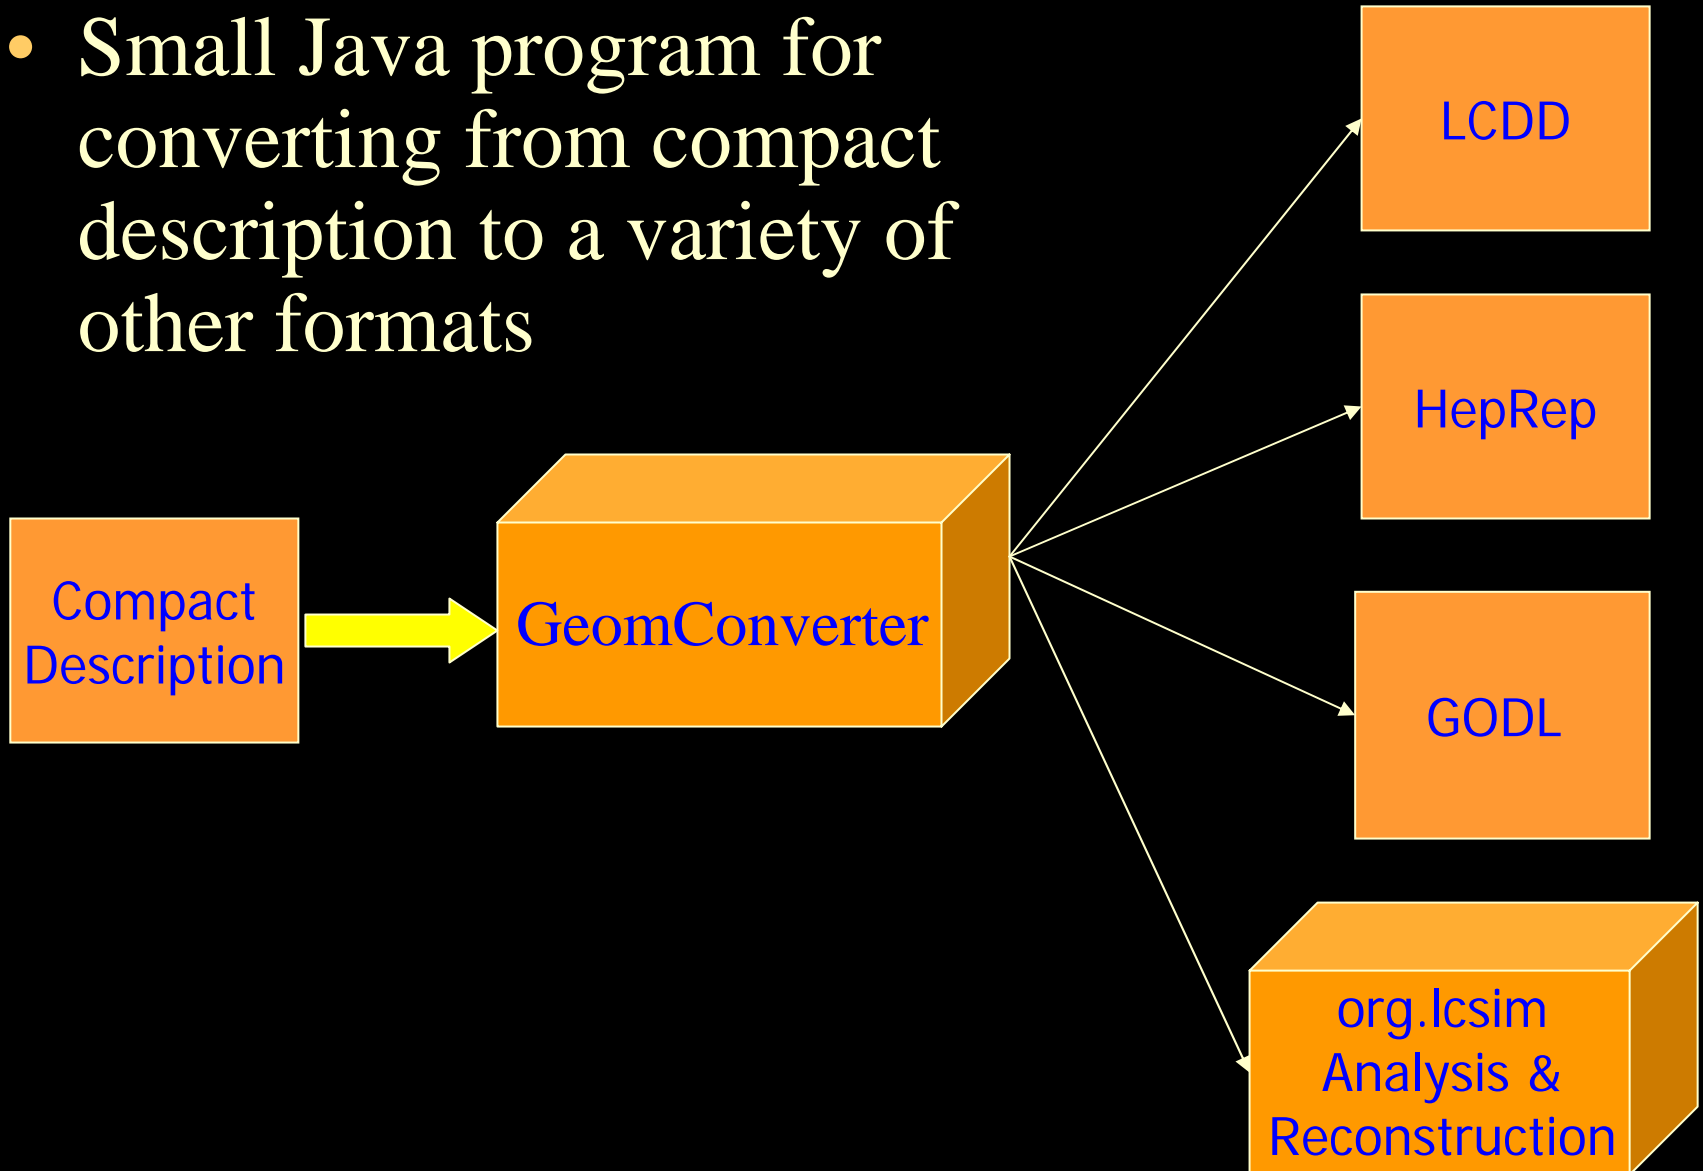 • Small Java program for
converting from compact
description to a variety of
other formats
LCDD
HepRep
Compact
Description
GeomConverter
GODL
org.lcsim
Analysis &
Reconstruction